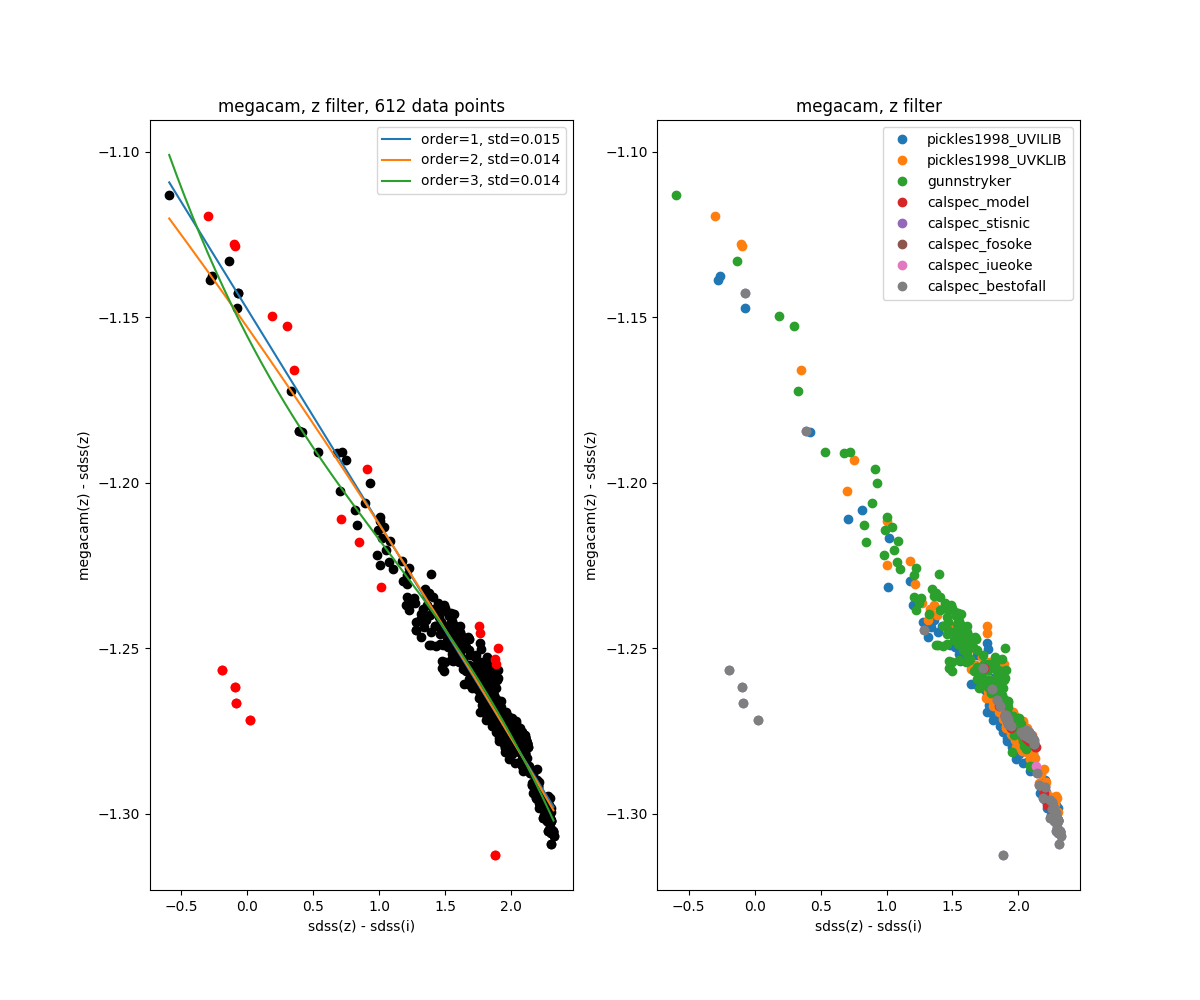 megacam, z filter, 612 data points
order=1, std=0.015
order=2, std=0.014
order=3, std=0.014
megacam(z) - sdss(z)
−1.10
−1.15
−1.20
−1.25
−1.30
−0.5 0.0 0.5 1.0 1.5 2.0
sdss(z) - sdss(i)
megacam, z filter
pickles1998_UVILIB
pickles1998_UVKLIB
gunnstryker
calspec_model
calspec_stisnic
calspec_fosoke
calspec_iueoke
calspec_bestofall
megacam(z) - sdss(z)
−1.10
−1.15
−1.20
−1.25
−1.30
−0.5 0.0 0.5 1.0 1.5 2.0
sdss(z) - sdss(i)